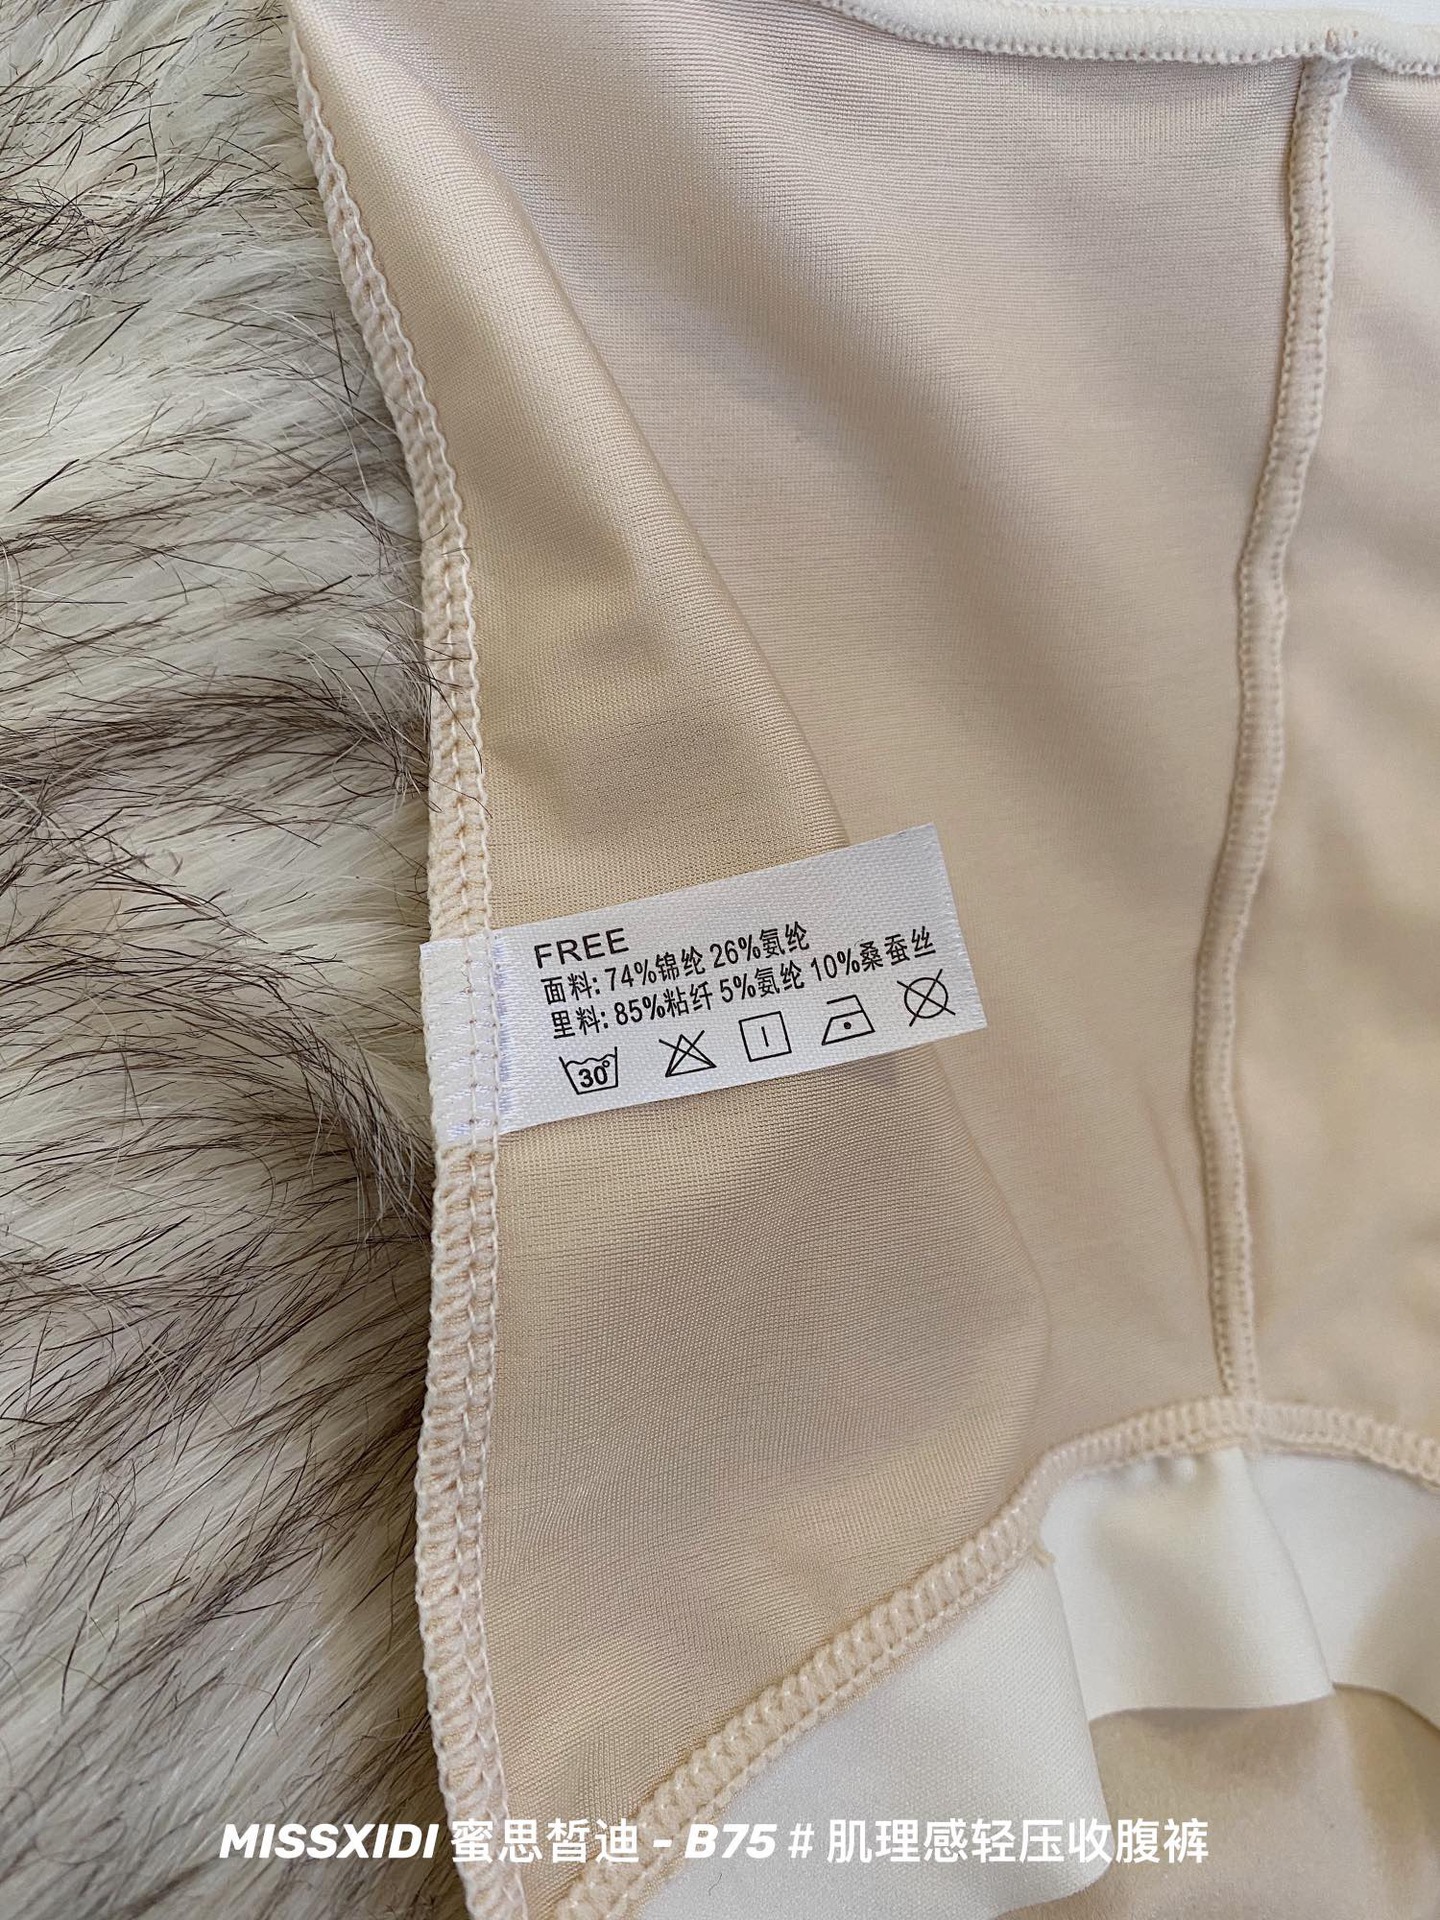 FREE
面料: 74%锦纶 26%氨纶
里料: 85%粘纤 5%氨纶 10%桑蚕丝
30°
MISSXIDI 蜜思皙迪 - B75 # 肌理感轻压收腹裤